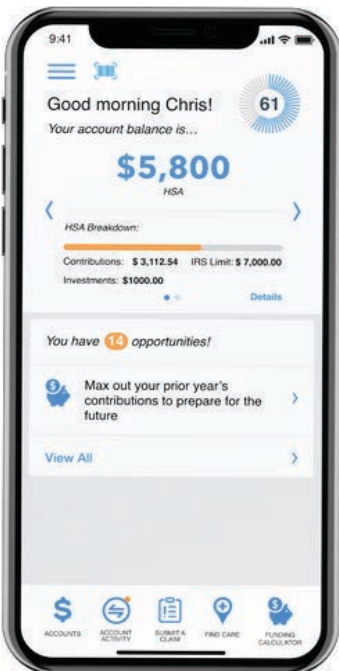 9:41
Good morning Chris!
61
Your account balance is...
$5,800
HSA
HSA Breakdown:
Contributions: $ 3,112.54 IRS Limit: $ 7,000.00
Investments: $1000.00
Details
You have 14 opportunities!
Max out your prior year's
contributions to prepare for the
future
View All
ACCOUNTS
ACCOUNT
ACTIVITY
SUBMIT A
CLAIM
FIND CARE
FUNDING
CALCULATOR